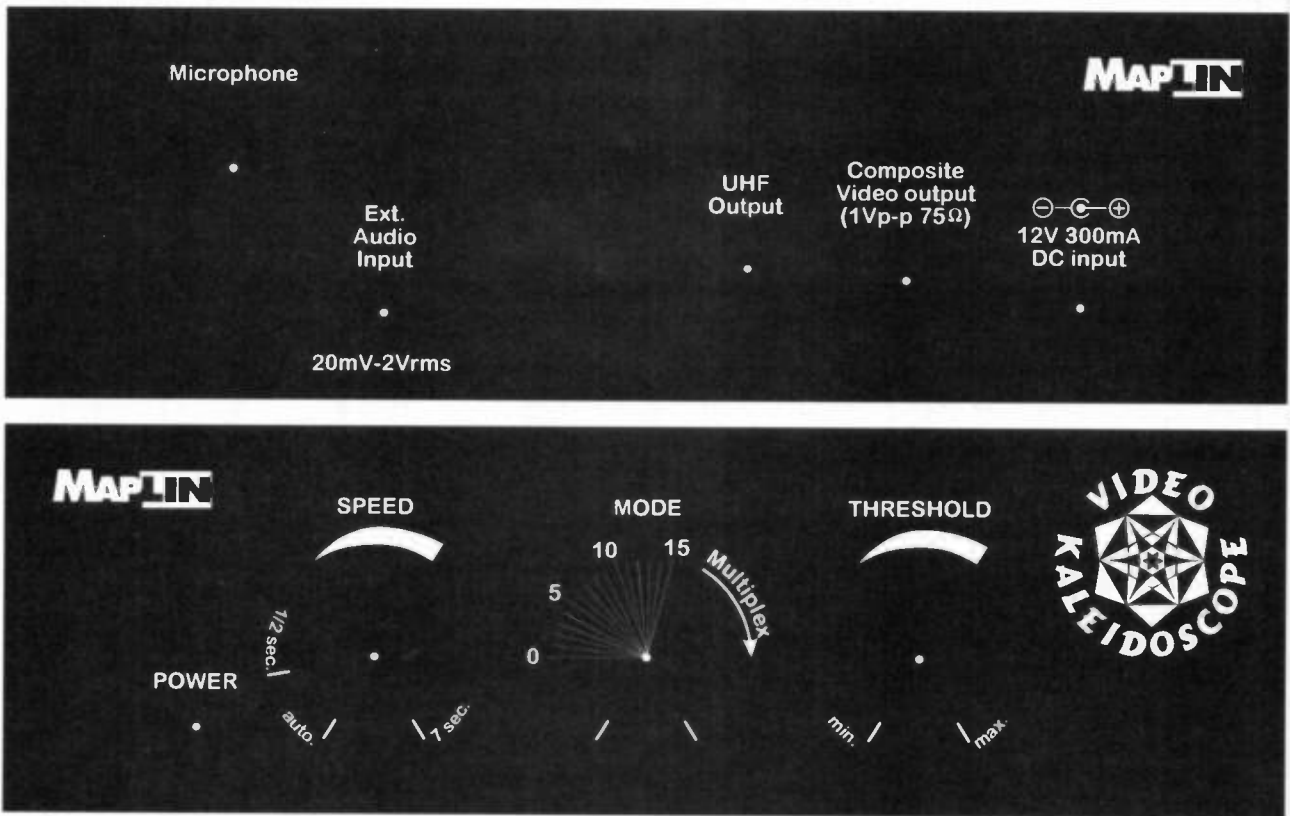 Microphone
MAPLIN
Ext.
Audio
Input
20mV-2Vrms
UHF
Output
Composite
Video output
(1Vp-p 75Ω)
⊖ ⊕
12V 300mA
DC input
MAPLIN
POWER
SPEED
1/2 sec.
auto.
7 sec.
MODE
0
5
10
15
Multiplex
THRESHOLD
min.
max.
VIDEO
KALEIDOSCOPE